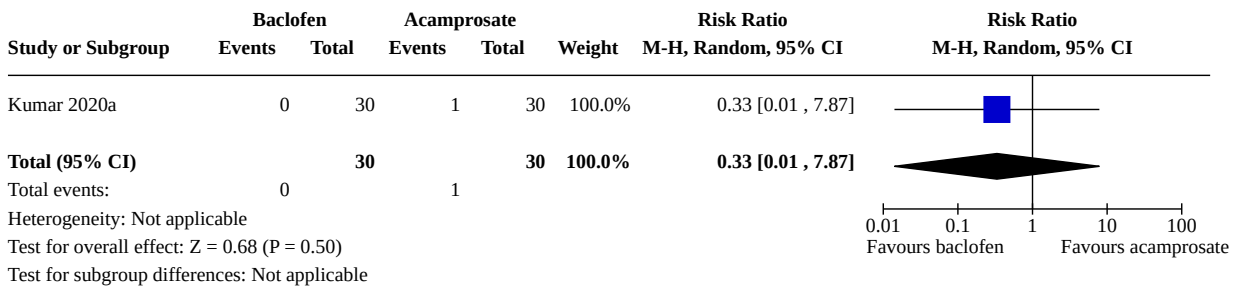 Baclofen Acamprosate Risk Ratio Risk Ratio
Study or Subgroup Events Total Events Total Weight M-H, Random, 95% CI M-H, Random, 95% CI
Kumar 2020a 0 30 1 30 100.0% 0.33 [0.01 , 7.87]
Total (95% CI) 30 30 100.0% 0.33 [0.01 , 7.87]
Total events: 0 1
Heterogeneity: Not applicable
0.01 0.1 1 10 100
Test for overall effect: Z = 0.68 (P = 0.50) Favours baclofen Favours acamprosate
Test for subgroup differences: Not applicable